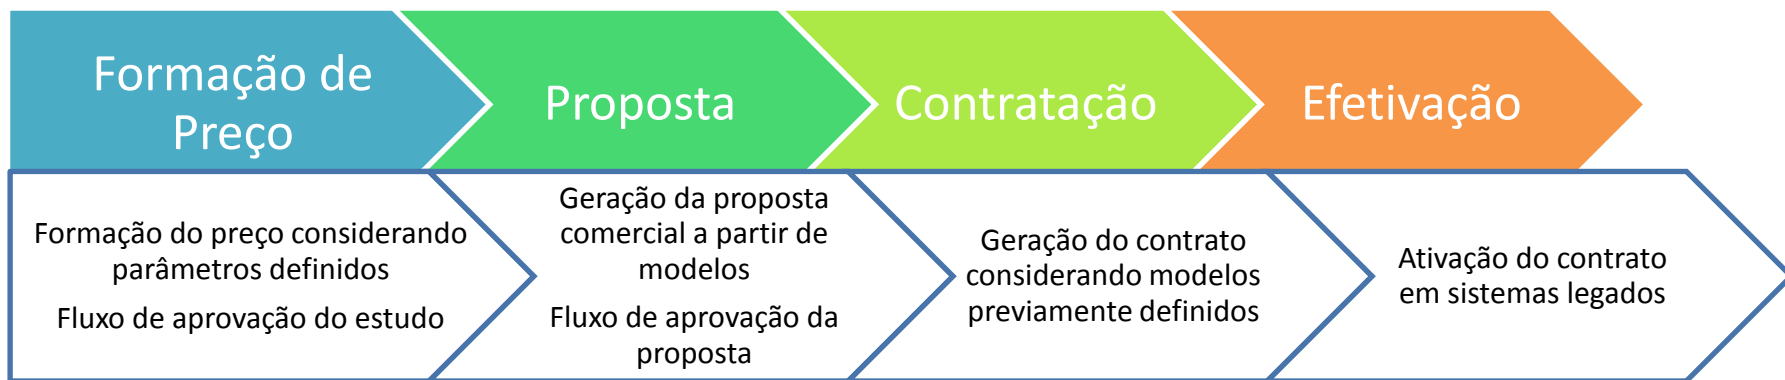 Formação de
Preço
Proposta
Contratação
Efetivação
Formação do preço considerando
parâmetros definidos
Fluxo de aprovação do estudo
Geração da proposta
comercial a partir de
modelos
Fluxo de aprovação da
proposta
Geração do contrato
considerando modelos
previamente definidos
Ativação do contrato
em sistemas legados